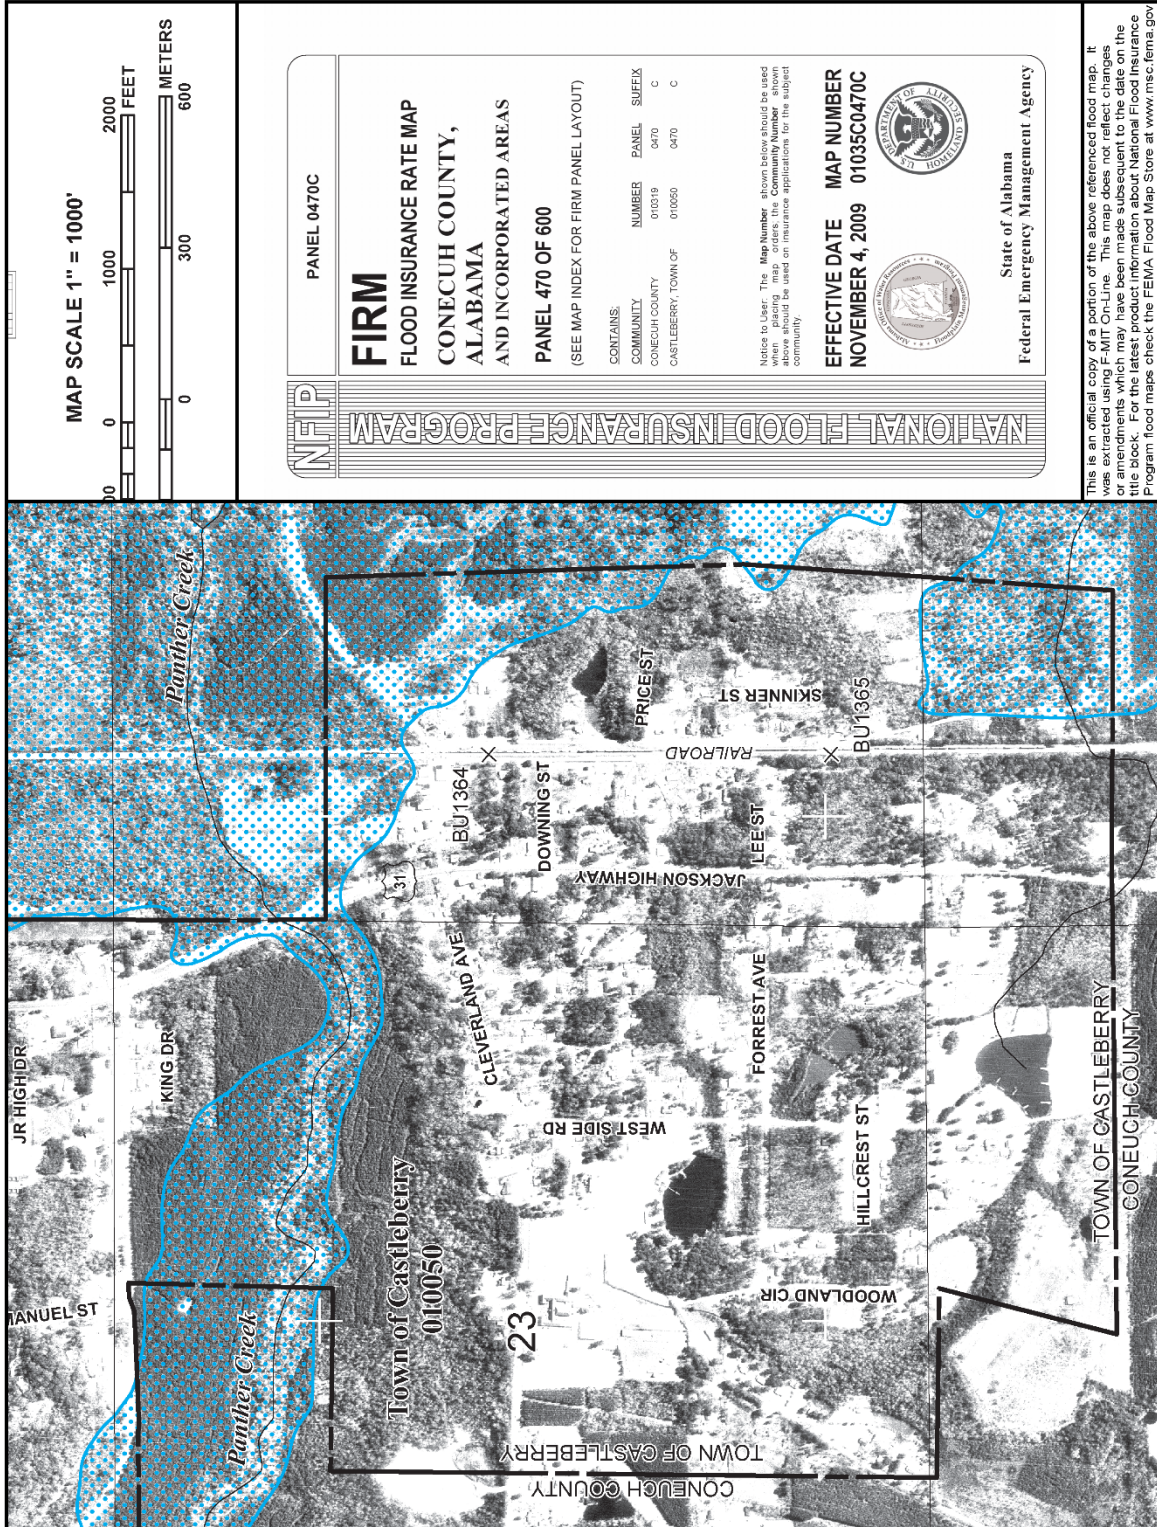 MAP SCALE 1" = 1000'
00 0 1000 2000
FEET
METERS
0 300 600
NFIP
NATIONAL FLOOD INSURANCE PROGRAM
PANEL 0470C
FIRM
FLOOD INSURANCE RATE MAP
CONECUH COUNTY,
ALABAMA
AND INCORPORATED AREAS
PANEL 470 OF 600
(SEE MAP INDEX FOR FIRM PANEL LAYOUT)
CONTAINS:
COMMUNITY NUMBER PANEL SUFFIX
CONECUH COUNTY 010319 0470 C
CASTLEBERRY, TOWN OF 010050 0470 C
Notice to User: The Map Number shown below should be used
when placing map orders; the Community Number shown
above should be used on insurance applications for the subject
community.
EFFECTIVE DATE MAP NUMBER
NOVEMBER 4, 2009 01035C0470C
U.S. DEPARTMENT OF HOMELAND SECURITY
State of Alabama
Federal Emergency Management Agency
This is an official copy of a portion of the above referenced flood map. It
was extracted using F-MIT On-Line. This map does not reflect changes
or amendments which may have been made subsequent to the date on the
title block. For the latest product information about National Flood Insurance
Program flood maps check the FEMA Flood Map Store at www.msc.fema.gov
JR HIGH DR
KING DR
MANUEL ST
Panther Creek
Panther Creek
Town of Castleberry
010050
23
31
BU1364
CLEVERLAND AVE
DOWNING ST
WEST SIDE RD
PRICE ST
RAILROAD
SKINNER ST
JACKSON HIGHWAY
LEE ST
FORREST AVE
BU1365
HILLCREST ST
WOODLAND CIR
TOWN OF CASTLEBERRY
CONEUCH COUNTY
TOWN OF CASTLEBERRY
CONEUCH COUNTY